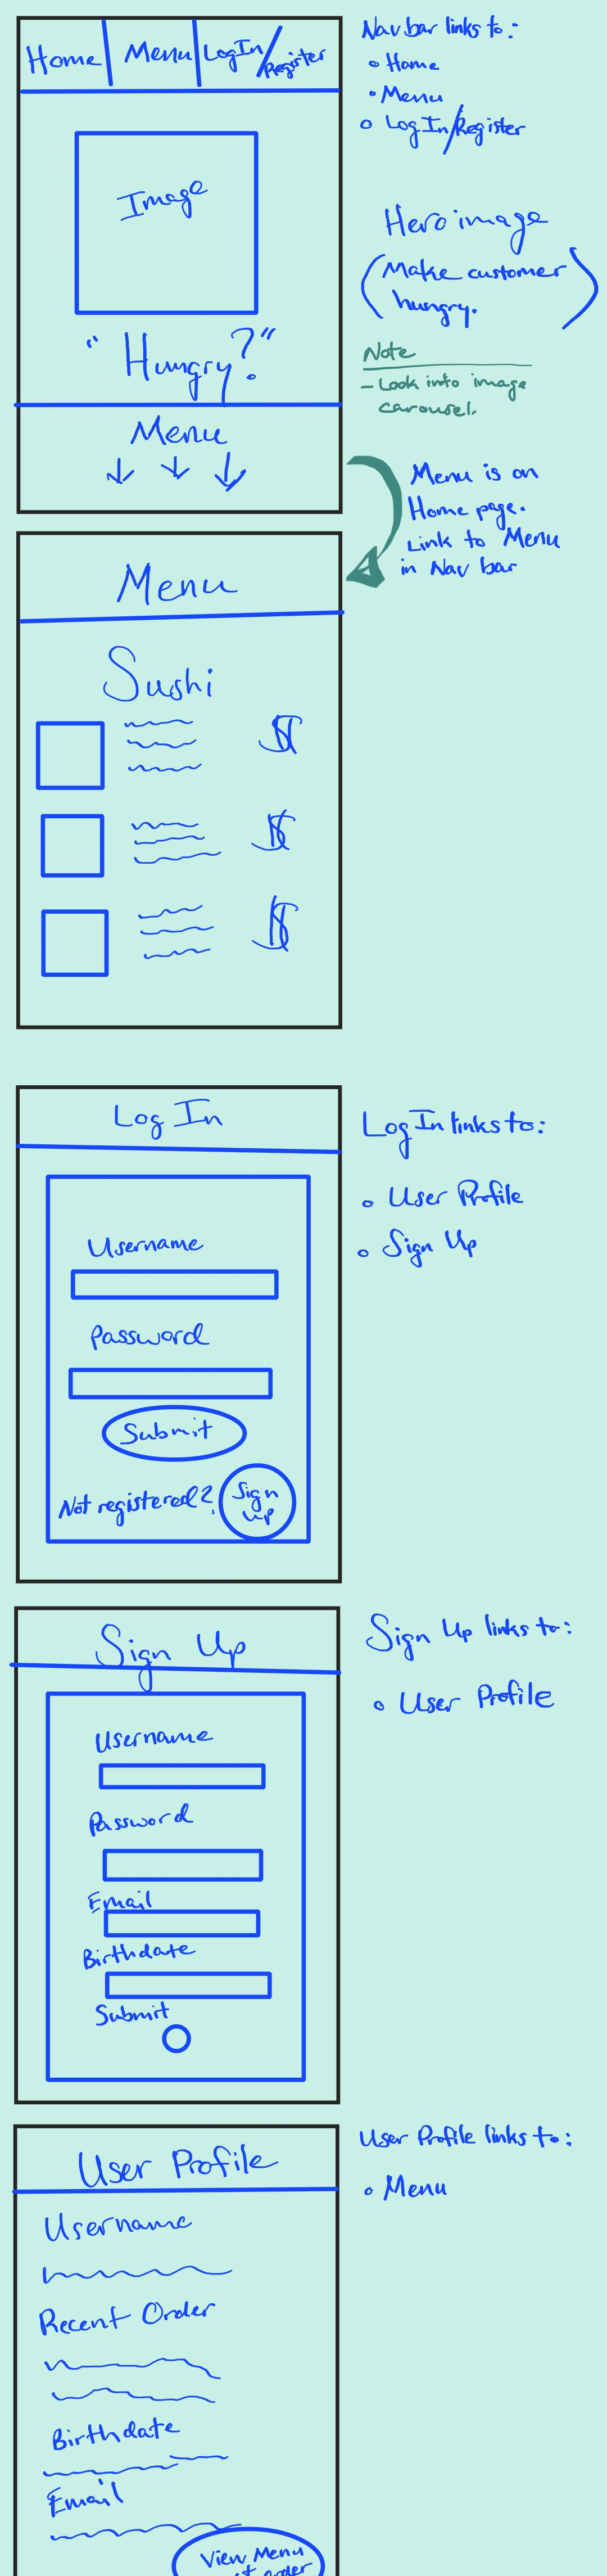 Home
Menu
LogIn/
Register
Navbar links to:
Home
Menu
LogIn/Register
Image
Hero image
(Make customer
hungry.)
Note
- Look into image
carousel.
"Hungry?"
Menu
Menu is on
Home page.
Link to Menu
in Nav bar
Menu
Sushi
$
$
$
Log In
Log In links to:
User Profile
Sign Up
Username
Password
Submit
Not registered?
Sign
up
Sign Up
Sign Up links to:
User Profile
Username
Password
Email
Birthdate
Submit
User Profile
User Profile links to:
Menu
Username
Recent Order
Birthdate
Email
View Menu
order